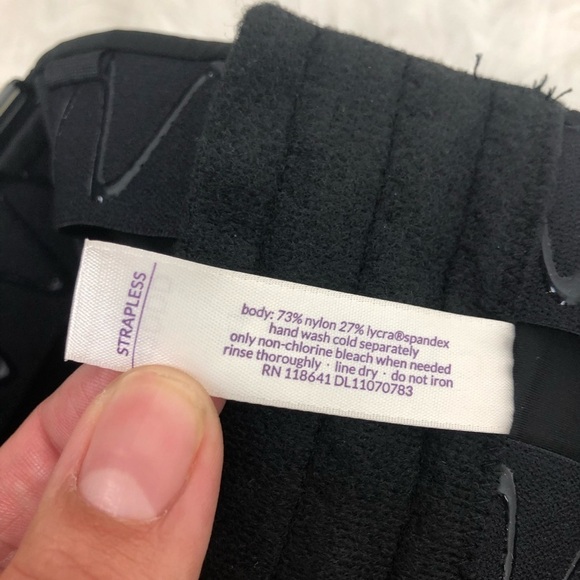 STRAPLESS
body: 73% nylon 27% lycra®spandex
hand wash cold separately
only non-chlorine bleach when needed
rinse thoroughly · line dry · do not iron
RN 118641 DL11070783